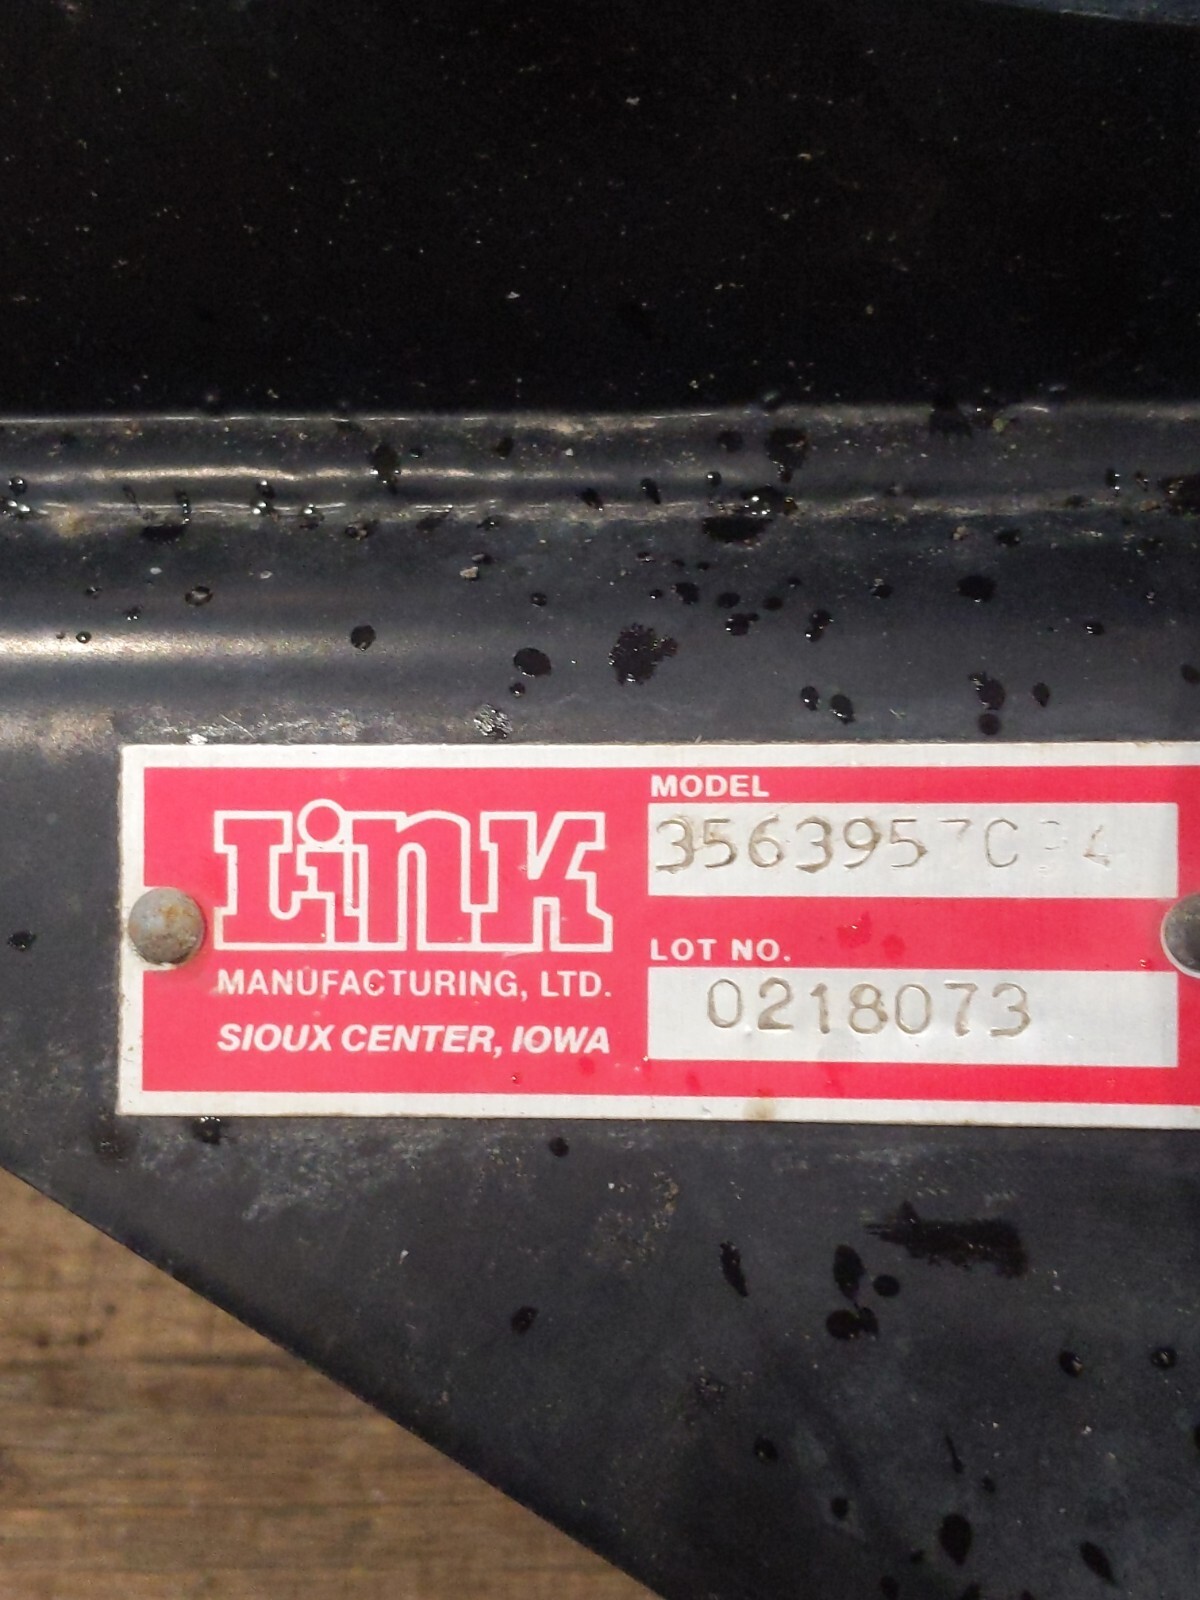 Link
MANUFACTURING, LTD.
SIOUX CENTER, IOWA
MODEL
LOT NO.
0218073